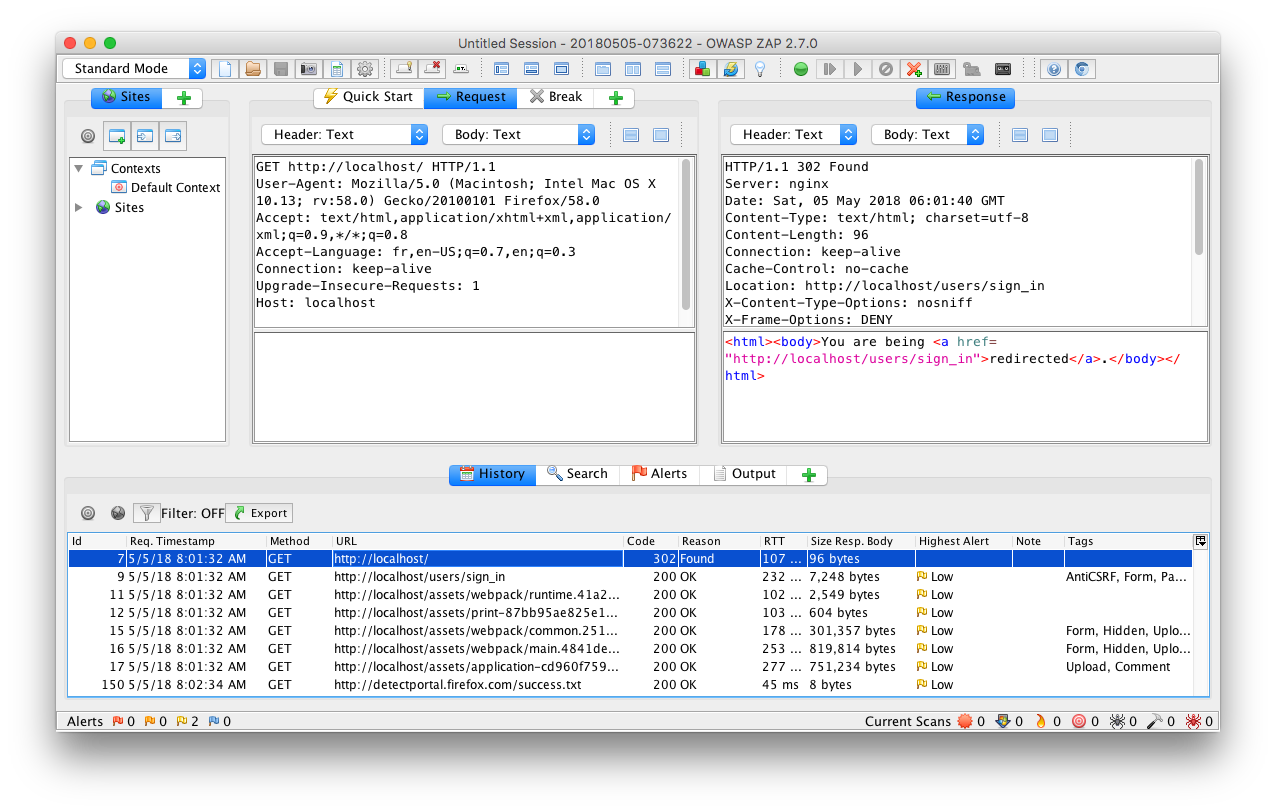 Untitled Session - 20180505-073622 - OWASP ZAP 2.7.0
Standard Mode
Sites
Quick Start Request Break
Response
Header: Text Body: Text
Header: Text Body: Text
Contexts
Default Context
Sites
GET http://localhost/ HTTP/1.1
User-Agent: Mozilla/5.0 (Macintosh; Intel Mac OS X
10.13; rv:58.0) Gecko/20100101 Firefox/58.0
Accept: text/html,application/xhtml+xml,application/
xml;q=0.9,*/*;q=0.8
Accept-Language: fr,en-US;q=0.7,en;q=0.3
Connection: keep-alive
Upgrade-Insecure-Requests: 1
Host: localhost
HTTP/1.1 302 Found
Server: nginx
Date: Sat, 05 May 2018 06:01:40 GMT
Content-Type: text/html; charset=utf-8
Content-Length: 96
Connection: keep-alive
Cache-Control: no-cache
Location: http://localhost/users/sign_in
X-Content-Type-Options: nosniff
X-Frame-Options: DENY
<html><body>You are being <a href=
"http://localhost/users/sign_in">redirected</a>.</body></
html>
History Search Alerts Output
Filter: OFF Export
Id Req. Timestamp Method URL Code Reason RTT Size Resp. Body Highest Alert Note Tags
7 5/5/18 8:01:32 AM GET http://localhost/ 302 Found 107 ... 96 bytes
9 5/5/18 8:01:32 AM GET http://localhost/users/sign_in 200 OK 232 ... 7,248 bytes Low AntiCSRF, Form, Pa...
11 5/5/18 8:01:32 AM GET http://localhost/assets/webpack/runtime.41a2... 200 OK 102 ... 2,549 bytes Low
12 5/5/18 8:01:32 AM GET http://localhost/assets/print-87bb95ae825e1... 200 OK 103 ... 604 bytes Low
15 5/5/18 8:01:32 AM GET http://localhost/assets/webpack/common.251... 200 OK 178 ... 301,357 bytes Low Form, Hidden, Uplo...
16 5/5/18 8:01:32 AM GET http://localhost/assets/webpack/main.4841de... 200 OK 253 ... 819,814 bytes Low Form, Hidden, Uplo...
17 5/5/18 8:01:32 AM GET http://localhost/assets/application-cd960f759... 200 OK 277 ... 751,234 bytes Low Upload, Comment
150 5/5/18 8:02:34 AM GET http://detectportal.firefox.com/success.txt 200 OK 45 ms 8 bytes Low
Alerts 0 0 2 0 Current Scans 0 0 0 0 0 0 0